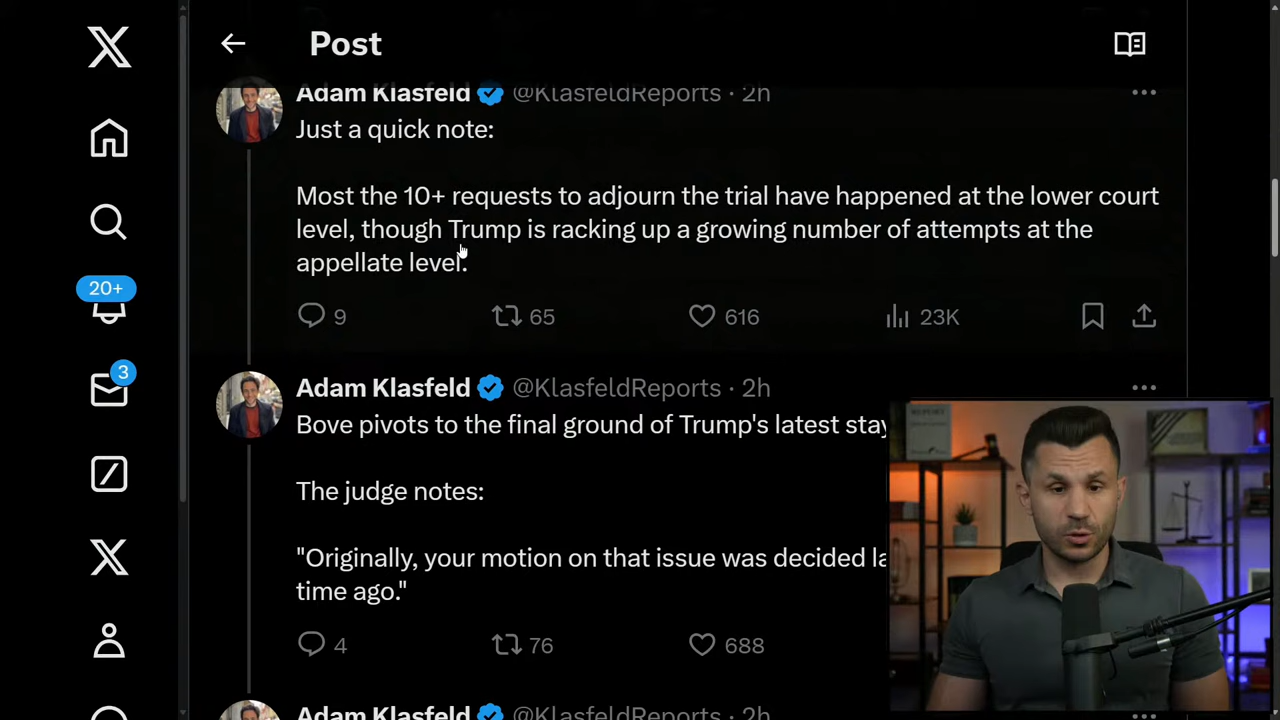 Post
Adam Klasfeld @KlasfeldReports · 2h
Just a quick note:
Most the 10+ requests to adjourn the trial have happened at the lower court
level, though Trump is racking up a growing number of attempts at the
appellate level.
9 65 616 23K
20+
3
Adam Klasfeld @KlasfeldReports · 2h
Bove pivots to the final ground of Trump's latest stay
The judge notes:
"Originally, your motion on that issue was decided la
time ago."
4 76 688
Adam Klasfeld @KlasfeldReports · 2h